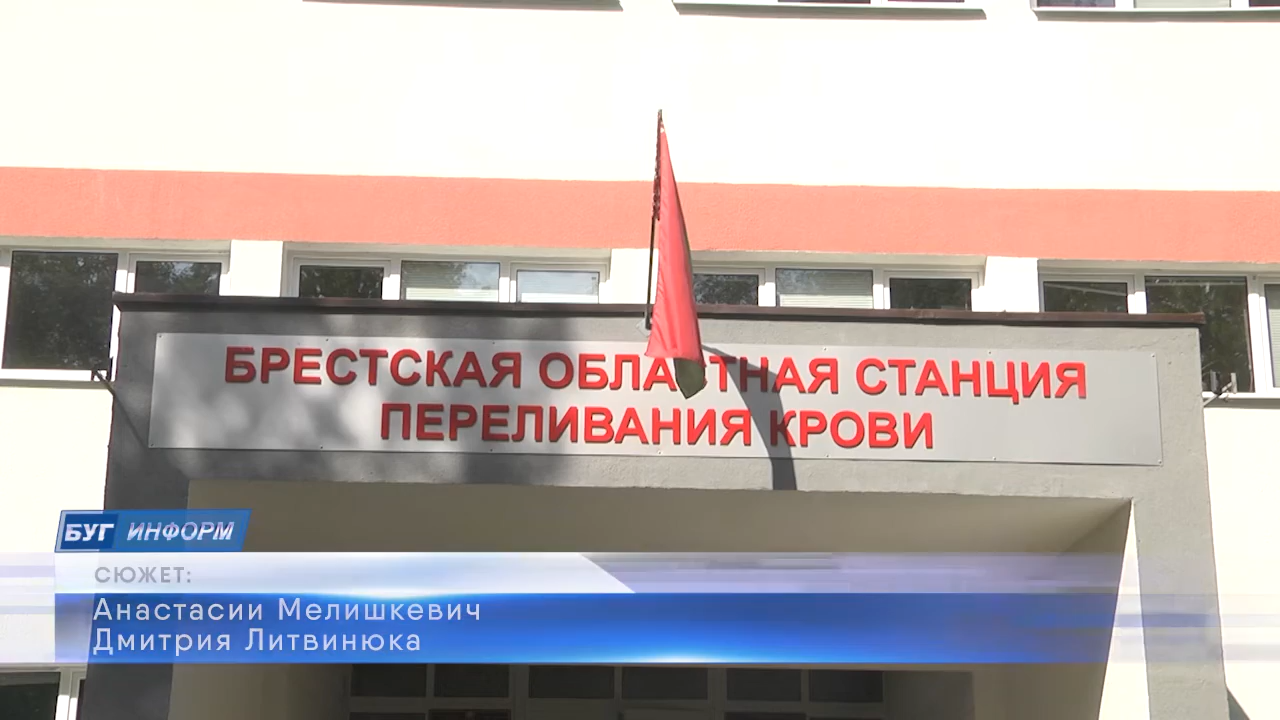 БРЕСТСКАЯ ОБЛАСТНАЯ СТАНЦИЯ
ПЕРЕЛИВАНИЯ КРОВИ
БУГ ИНФОРМ
СЮЖЕТ:
Анастасии Мелишкевич
Дмитрия Литвинюка